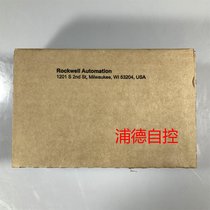 Rockwell Automation
1201 S 2nd St, Milwaukee, WI 53204, USA
浦德自控